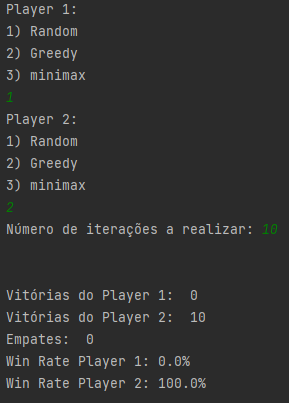 Player 1:
1) Random
2) Greedy
3) minimax
1
Player 2:
1) Random
2) Greedy
3) minimax
2
Número de iterações a realizar: 10
Vitórias do Player 1:  0
Vitórias do Player 2:  10
Empates:  0
Win Rate Player 1: 0.0%
Win Rate Player 2: 100.0%